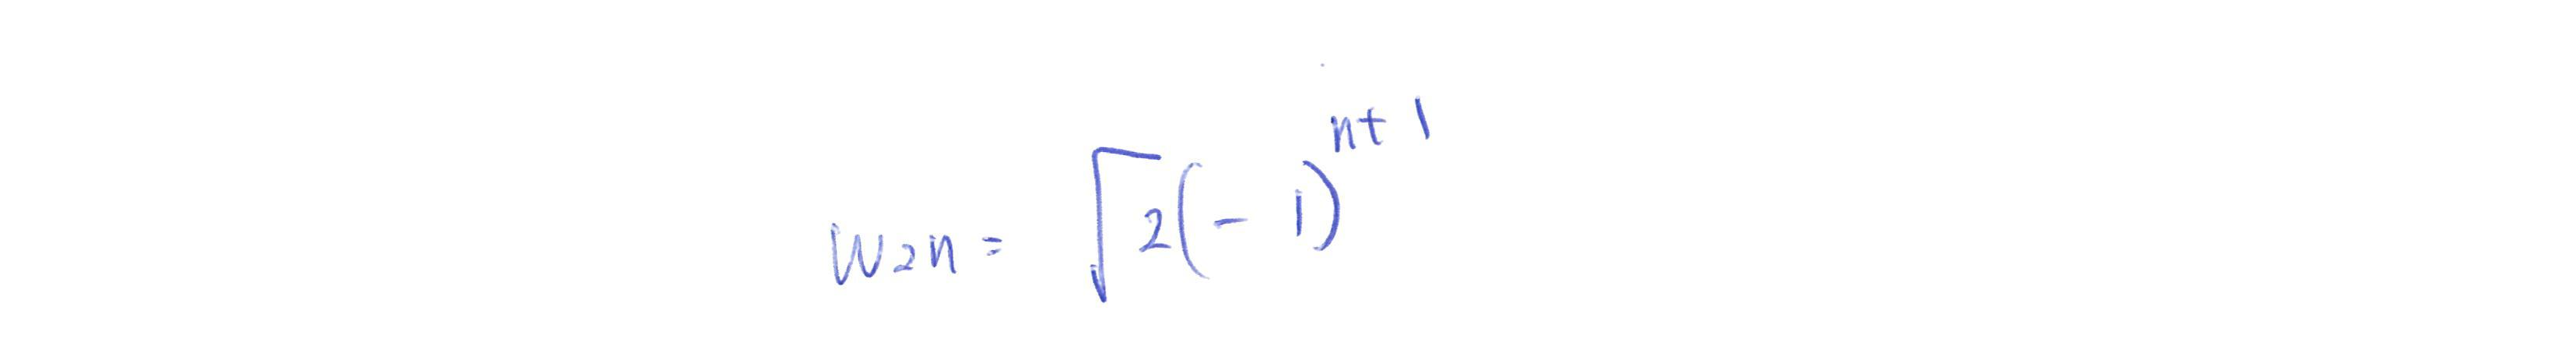 w₂n = √2(-1)^{n+1}